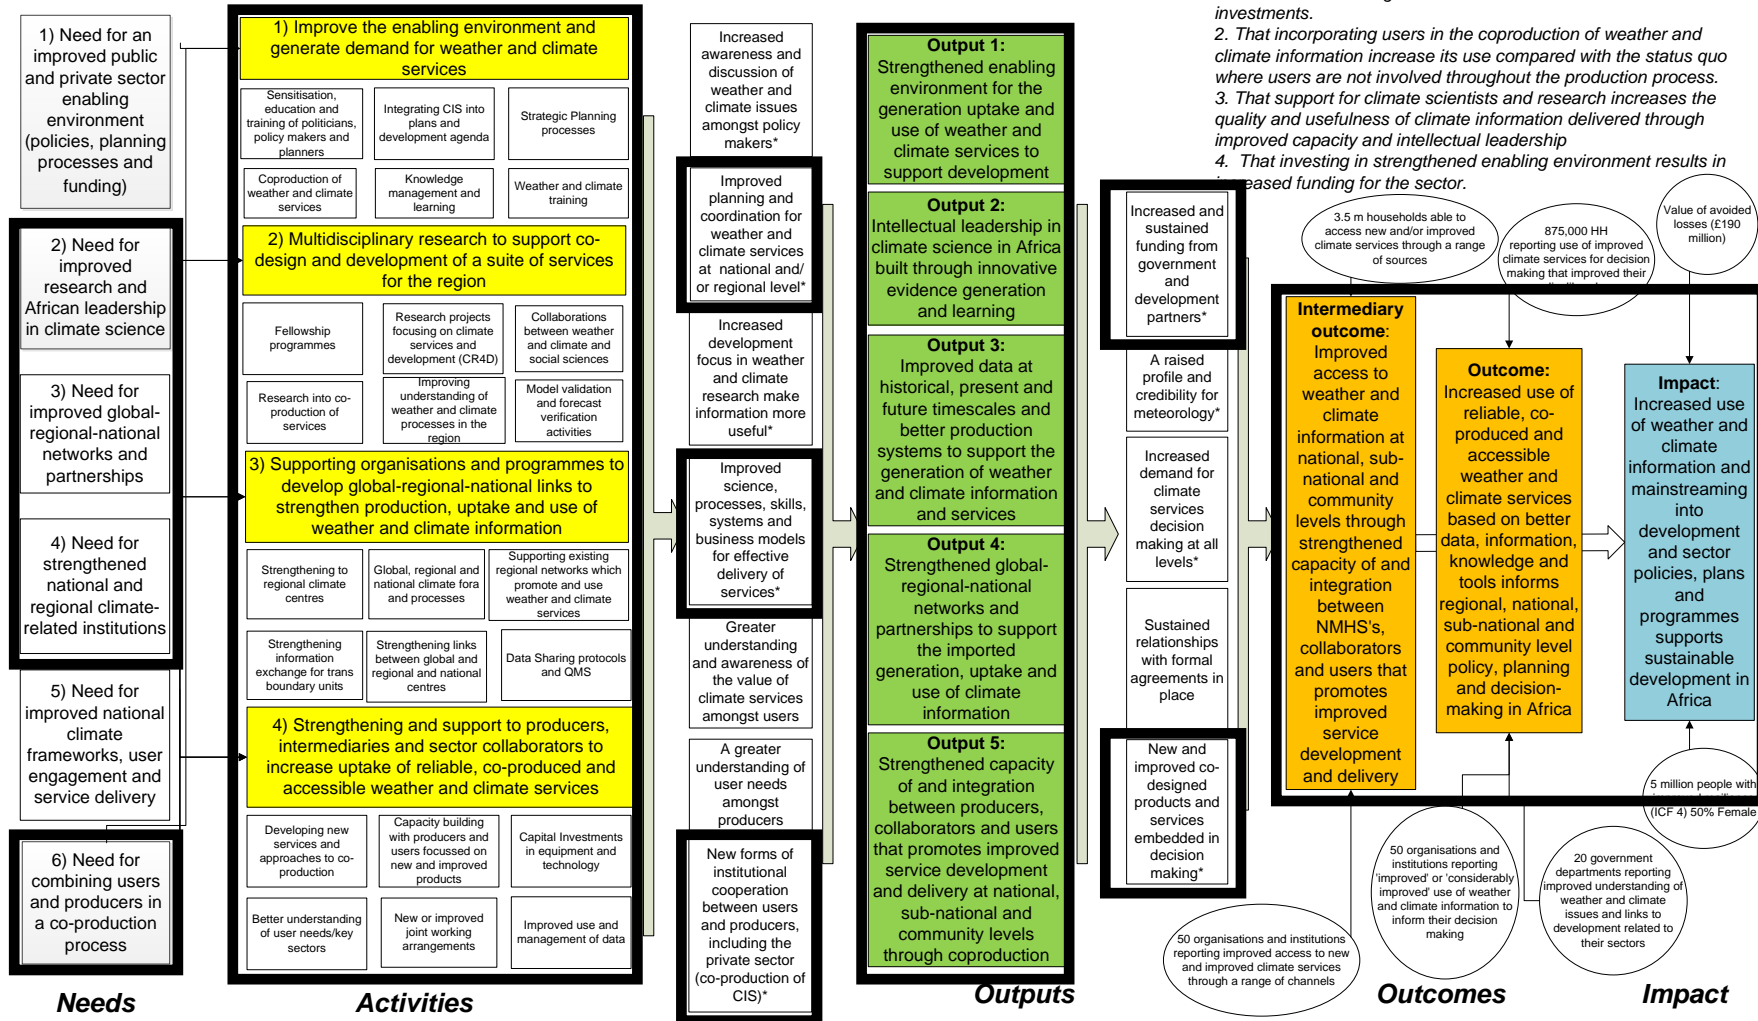 investments.
2. That incorporating users in the coproduction of weather and
climate information increase its use compared with the status quo
where users are not involved throughout the production process.
3. That support for climate scientists and research increases the
quality and usefulness of climate information delivered through
improved capacity and intellectual leadership
4. That investing in strengthened enabling environment results in
increased funding for the sector.
1) Need for an
improved public
and private sector
enabling
environment
(policies, planning
processes and
funding)
2) Need for
improved
research and
African leadership
in climate science
3) Need for
improved global-
regional-national
networks and
partnerships
4) Need for
strengthened
national and
regional climate-
related institutions
5) Need for
improved national
climate
frameworks, user
engagement and
service delivery
6) Need for
combining users
and producers in
a co-production
process
Needs
1) Improve the enabling environment and
generate demand for weather and climate
services
Sensitisation,
education and
training of politicians,
policy makers and
planners
Integrating CIS into
plans and
development agenda
Strategic Planning
processes
Coproduction of
weather and climate
services
Knowledge
management and
learning
Weather and climate
training
2) Multidisciplinary research to support co-
design and development of a suite of services
for the region
Fellowship
programmes
Research projects
focusing on climate
services and
development (CR4D)
Collaborations
between weather
and climate and
social sciences
Research into co-
production of
services
Improving
understanding of
weather and climate
processes in the
region
Model validation
and forecast
verification
activities
3) Supporting organisations and programmes to
develop global-regional-national links to
strengthen production, uptake and use of
weather and climate information
Strengthening to
regional climate
centres
Global, regional and
national climate fora
and processes
Supporting existing
regional networks which
promote and use
weather and climate
services
Strengthening
information
exchange for trans
boundary units
Strengthening links
between global and
regional and national
centres
Data Sharing protocols
and QMS
4) Strengthening and support to producers,
intermediaries and sector collaborators to
increase uptake of reliable, co-produced and
accessible weather and climate services
Developing new
services and
approaches to co-
production
Capacity building
with producers and
users focussed on
new and improved
products
Capital Investments
in equipment and
technology
Better understanding
of user needs/key
sectors
New or improved
joint working
arrangements
Improved use and
management of data
Activities
Increased
awareness and
discussion of
weather and
climate issues
amongst policy
makers*
Improved
planning and
coordination for
weather and
climate services
at national and/
or regional level*
Increased
development
focus in weather
and climate
research make
information more
useful*
Improved
science,
processes, skills,
systems and
business models
for effective
delivery of
services*
Greater
understanding
and awareness of
the value of
climate services
amongst users
A greater
understanding of
user needs
amongst
producers
New forms of
institutional
cooperation
between users
and producers,
including the
private sector
(co-production of
CIS)*
Output 1:
Strengthened enabling
environment for the
generation uptake and
use of weather and
climate services to
support development
Output 2:
Intellectual leadership in
climate science in Africa
built through innovative
evidence generation
and learning
Output 3:
Improved data at
historical, present and
future timescales and
better production
systems to support the
generation of weather
and climate information
and services
Output 4:
Strengthened global-
regional-national
networks and
partnerships to support
the imported
generation, uptake and
use of climate
information
Output 5:
Strengthened capacity
of and integration
between producers,
collaborators and users
that promotes improved
service development
and delivery at national,
sub-national and
community levels
through coproduction
Outputs
Increased and
sustained
funding from
government
and
development
partners*
A raised
profile and
credibility for
meteorology*
Increased
demand for
climate
services
decision
making at all
levels*
Sustained
relationships
with formal
agreements in
place
New and
improved co-
designed
products and
services
embedded in
decision
making*
3.5 m households able to
access new and/or improved
climate services through a range
of sources
875,000 HH
reporting use of improved
climate services for decision
making that improved their
Value of avoided
losses (£190
million)
Intermediary
outcome:
Improved
access to
weather and
climate
information at
national, sub-
national and
community
levels through
strengthened
capacity of and
integration
between
NMHS's,
collaborators
and users that
promotes
improved
service
development
and delivery
Outcome:
Increased use of
reliable, co-
produced and
accessible
weather and
climate services
based on better
data, information,
knowledge and
tools informs
regional, national,
sub-national and
community level
policy, planning
and decision-
making in Africa
Impact:
Increased use
of weather and
climate
information and
mainstreaming
into
development
and sector
policies, plans
and
programmes
supports
sustainable
development in
Africa
50 organisations and institutions
reporting improved access to
new and improved climate services
through a range of channels
50 organisations and
institutions reporting
'improved' or 'considerably
improved' use of weather
and climate information to
inform their decision
making
20 government
departments reporting
improved understanding of
weather and climate
issues and links to
development related to
their sectors
5 million people with
(ICF 4) 50% Female
Outcomes
Impact